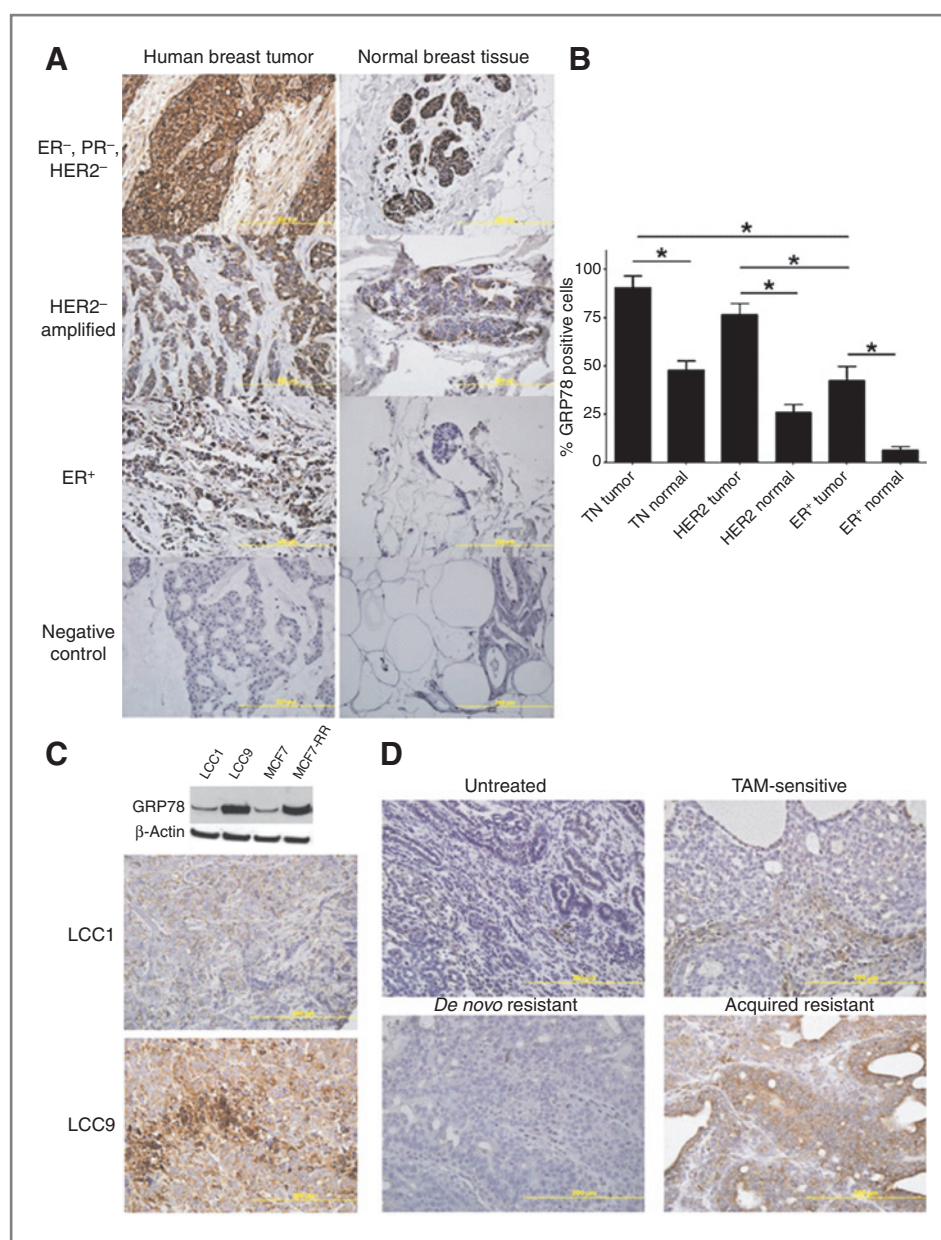 A
Human breast tumor
Normal breast tissue
ER⁻, PR⁻,
HER2⁻
HER2⁻
amplified
ER⁺
Negative
control
B
*
*
*
*
*
% GRP78 positive cells
100
75
50
25
0
TN tumor
TN normal
HER2 tumor
HER2 normal
ER⁺ tumor
ER⁺ normal
C
LCC1
LCC9
MCF7
MCF7-RR
GRP78
β-Actin
LCC1
LCC9
D
Untreated
TAM-sensitive
De novo resistant
Acquired resistant